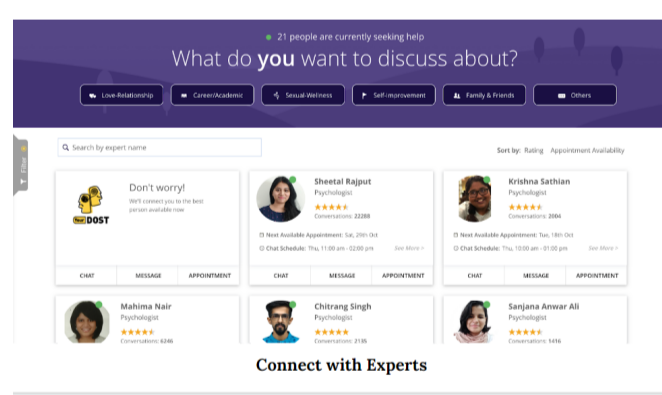 21 people are currently seeking help
What do you want to discuss about?
Love-Relationship
Career/Academic
Sexual-Wellness
Self-improvement
Family & Friends
Others
Filter
Search by expert name
Sort by: Rating Appointment Availability
Don't worry!
We'll connect you to the best
person available now
Your DOST
CHAT MESSAGE APPOINTMENT
Sheetal Rajput
Psychologist
Conversations: 22288
Next Available Appointment: Sat, 29th Oct
Chat Schedule: Thu, 11:00 am - 02:00 pm See More >
CHAT MESSAGE APPOINTMENT
Krishna Sathian
Psychologist
Conversations: 2004
Next Available Appointment: Tue, 18th Oct
Chat Schedule: Thu, 10:00 am - 01:00 pm See More >
CHAT MESSAGE APPOINTMENT
Mahima Nair
Psychologist
Conversations: 6246
Chitrang Singh
Psychologist
Conversations: 2135
Sanjana Anwar Ali
Psychologist
Conversations: 1416
Connect with Experts